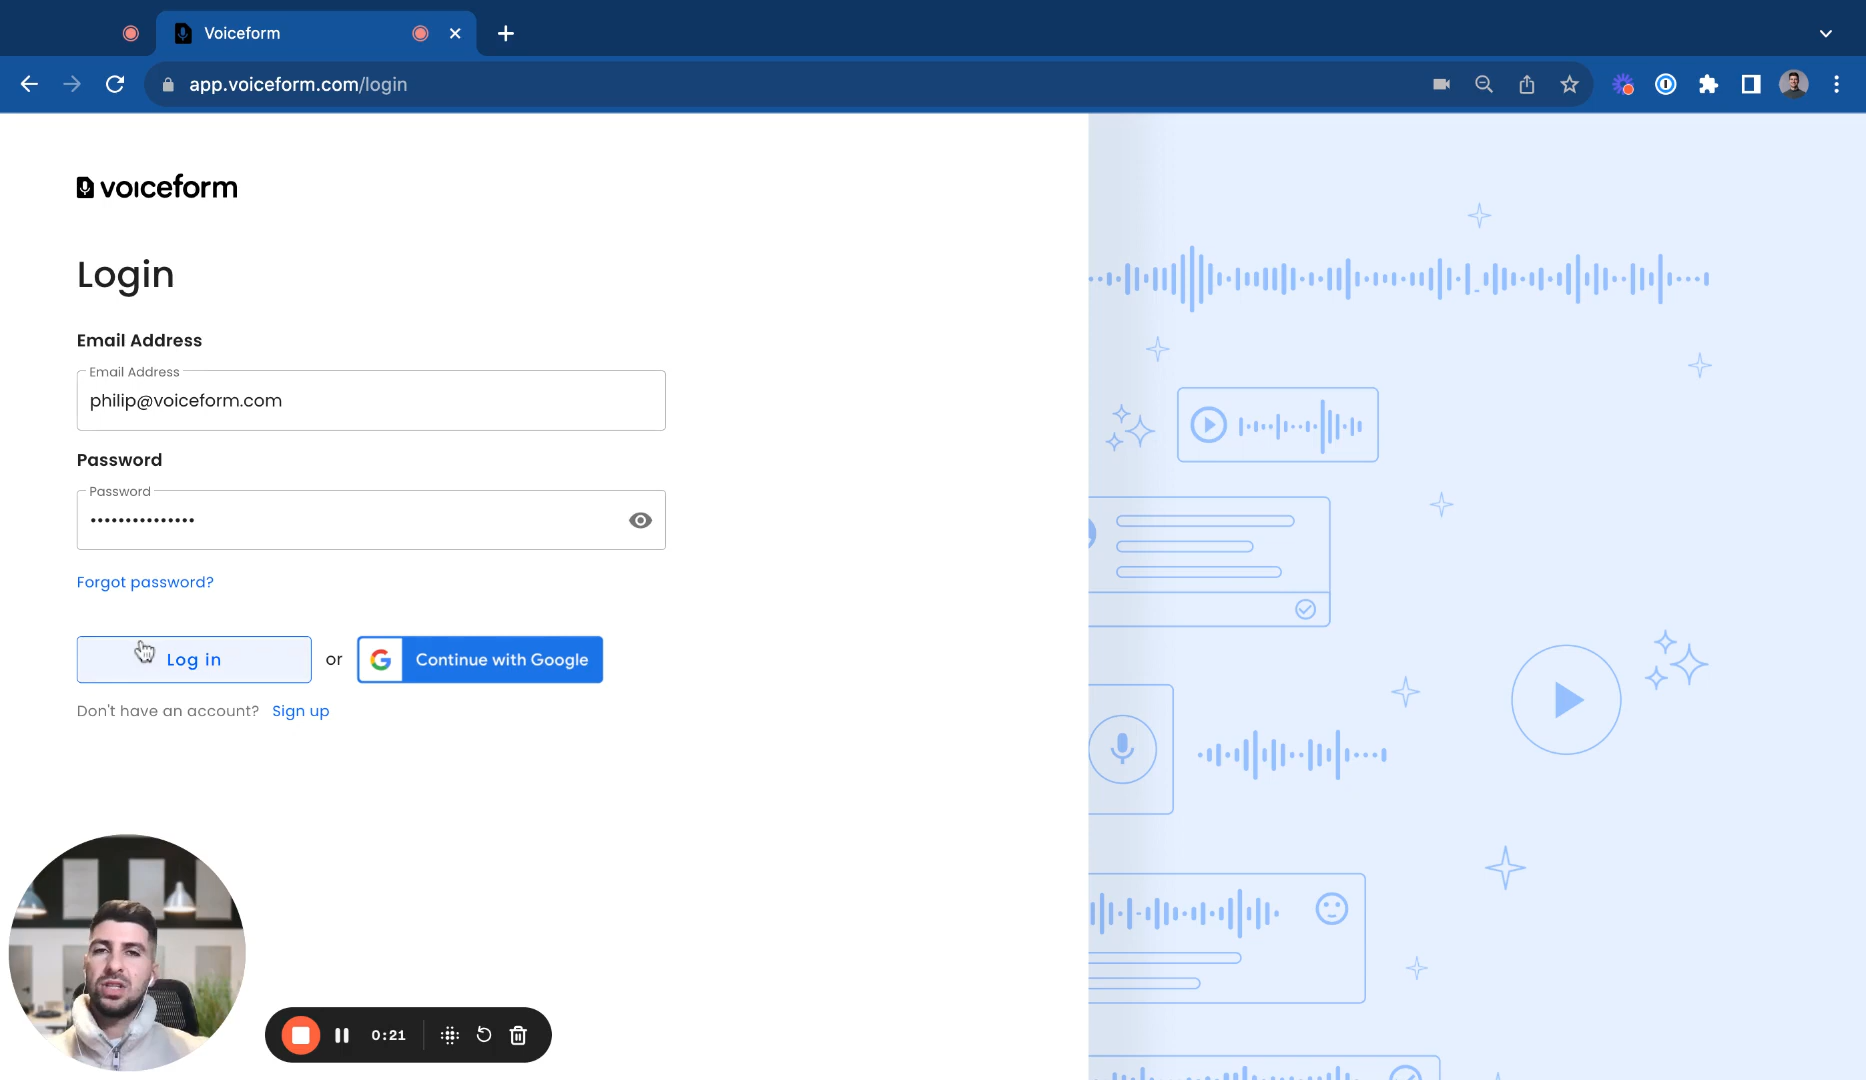 Voiceform
app.voiceform.com/login
voiceform
Login
Email Address
Email Address
philip@voiceform.com
Password
Password
•••••••••••••••
Forgot password?
Log in or Continue with Google
Don't have an account? Sign up
0:21